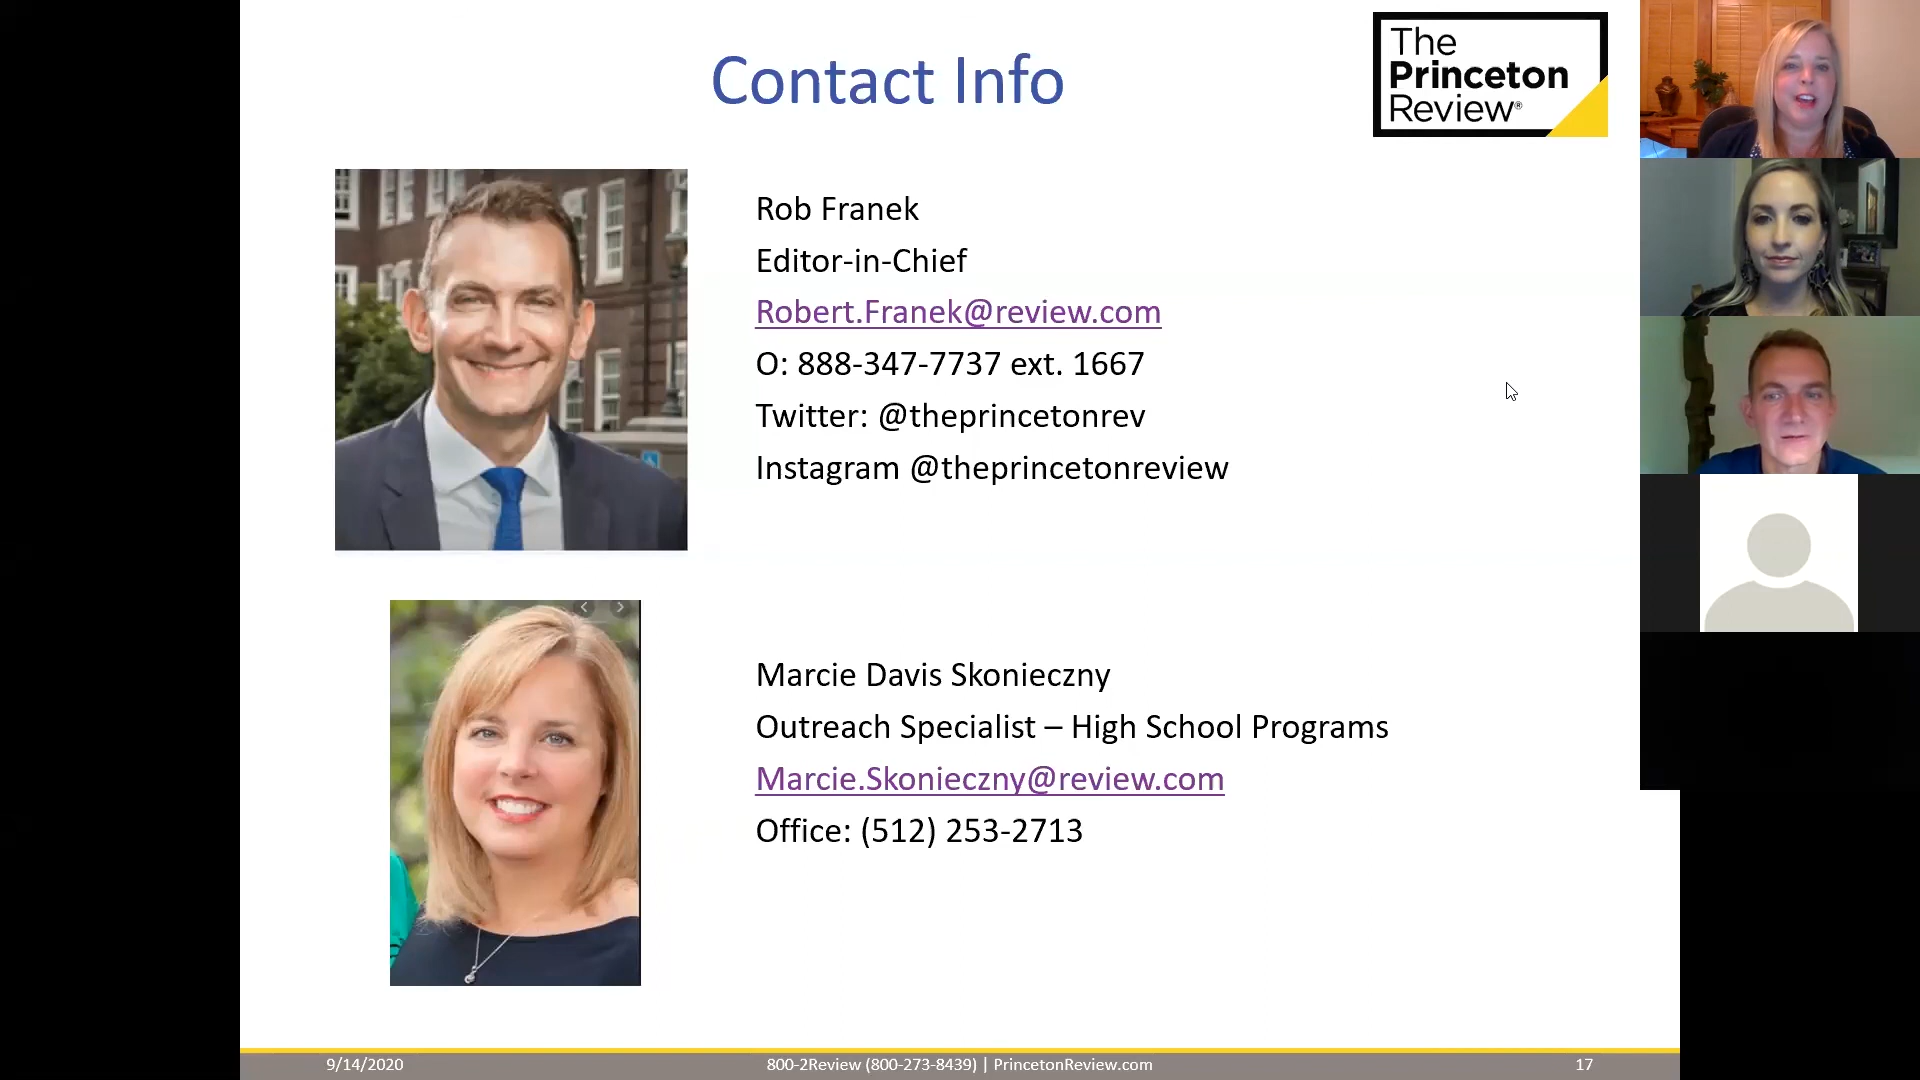 Contact Info
The
Princeton
Review®
Rob Franek
Editor-in-Chief
Robert.Franek@review.com
O: 888-347-7737 ext. 1667
Twitter: @theprincetonrev
Instagram @theprincetonreview
Marcie Davis Skonieczny
Outreach Specialist – High School Programs
Marcie.Skonieczny@review.com
Office: (512) 253-2713
9/14/2020
800-2Review (800-273-8439) | PrincetonReview.com
17